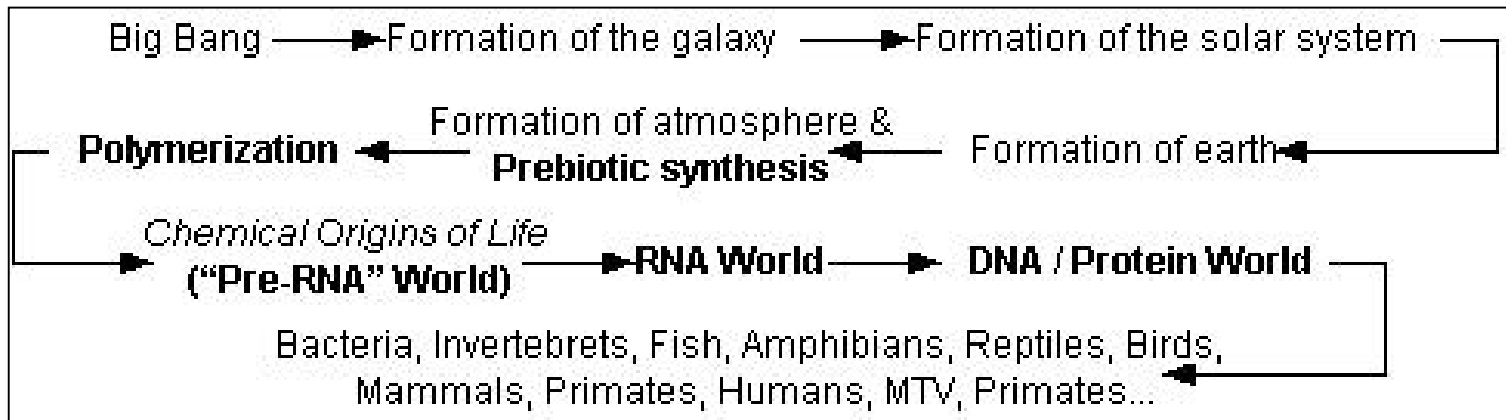 Big Bang Formation of the galaxy Formation of the solar system
Formation of atmosphere &
Polymerization Prebiotic synthesis Formation of earth
Chemical Origins of Life
(“Pre-RNA” World) RNA World DNA / Protein World
Bacteria, Invertebrets, Fish, Amphibians, Reptiles, Birds,
Mammals, Primates, Humans, MTV, Primates...